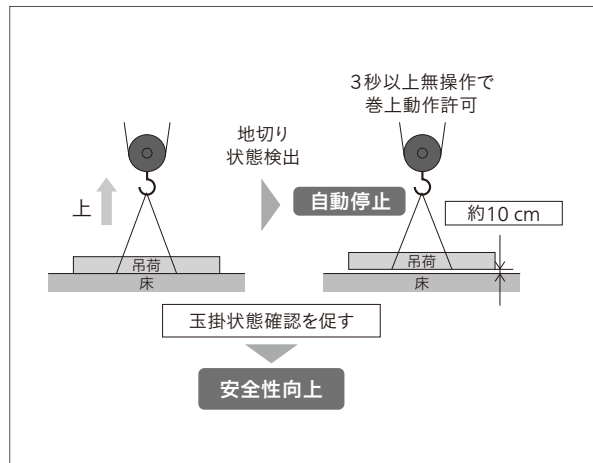 3秒以上無操作で
巻上動作許可
地切り
状態検出
上
自動停止
約10 cm
吊荷
床
吊荷
床
玉掛状態確認を促す
安全性向上